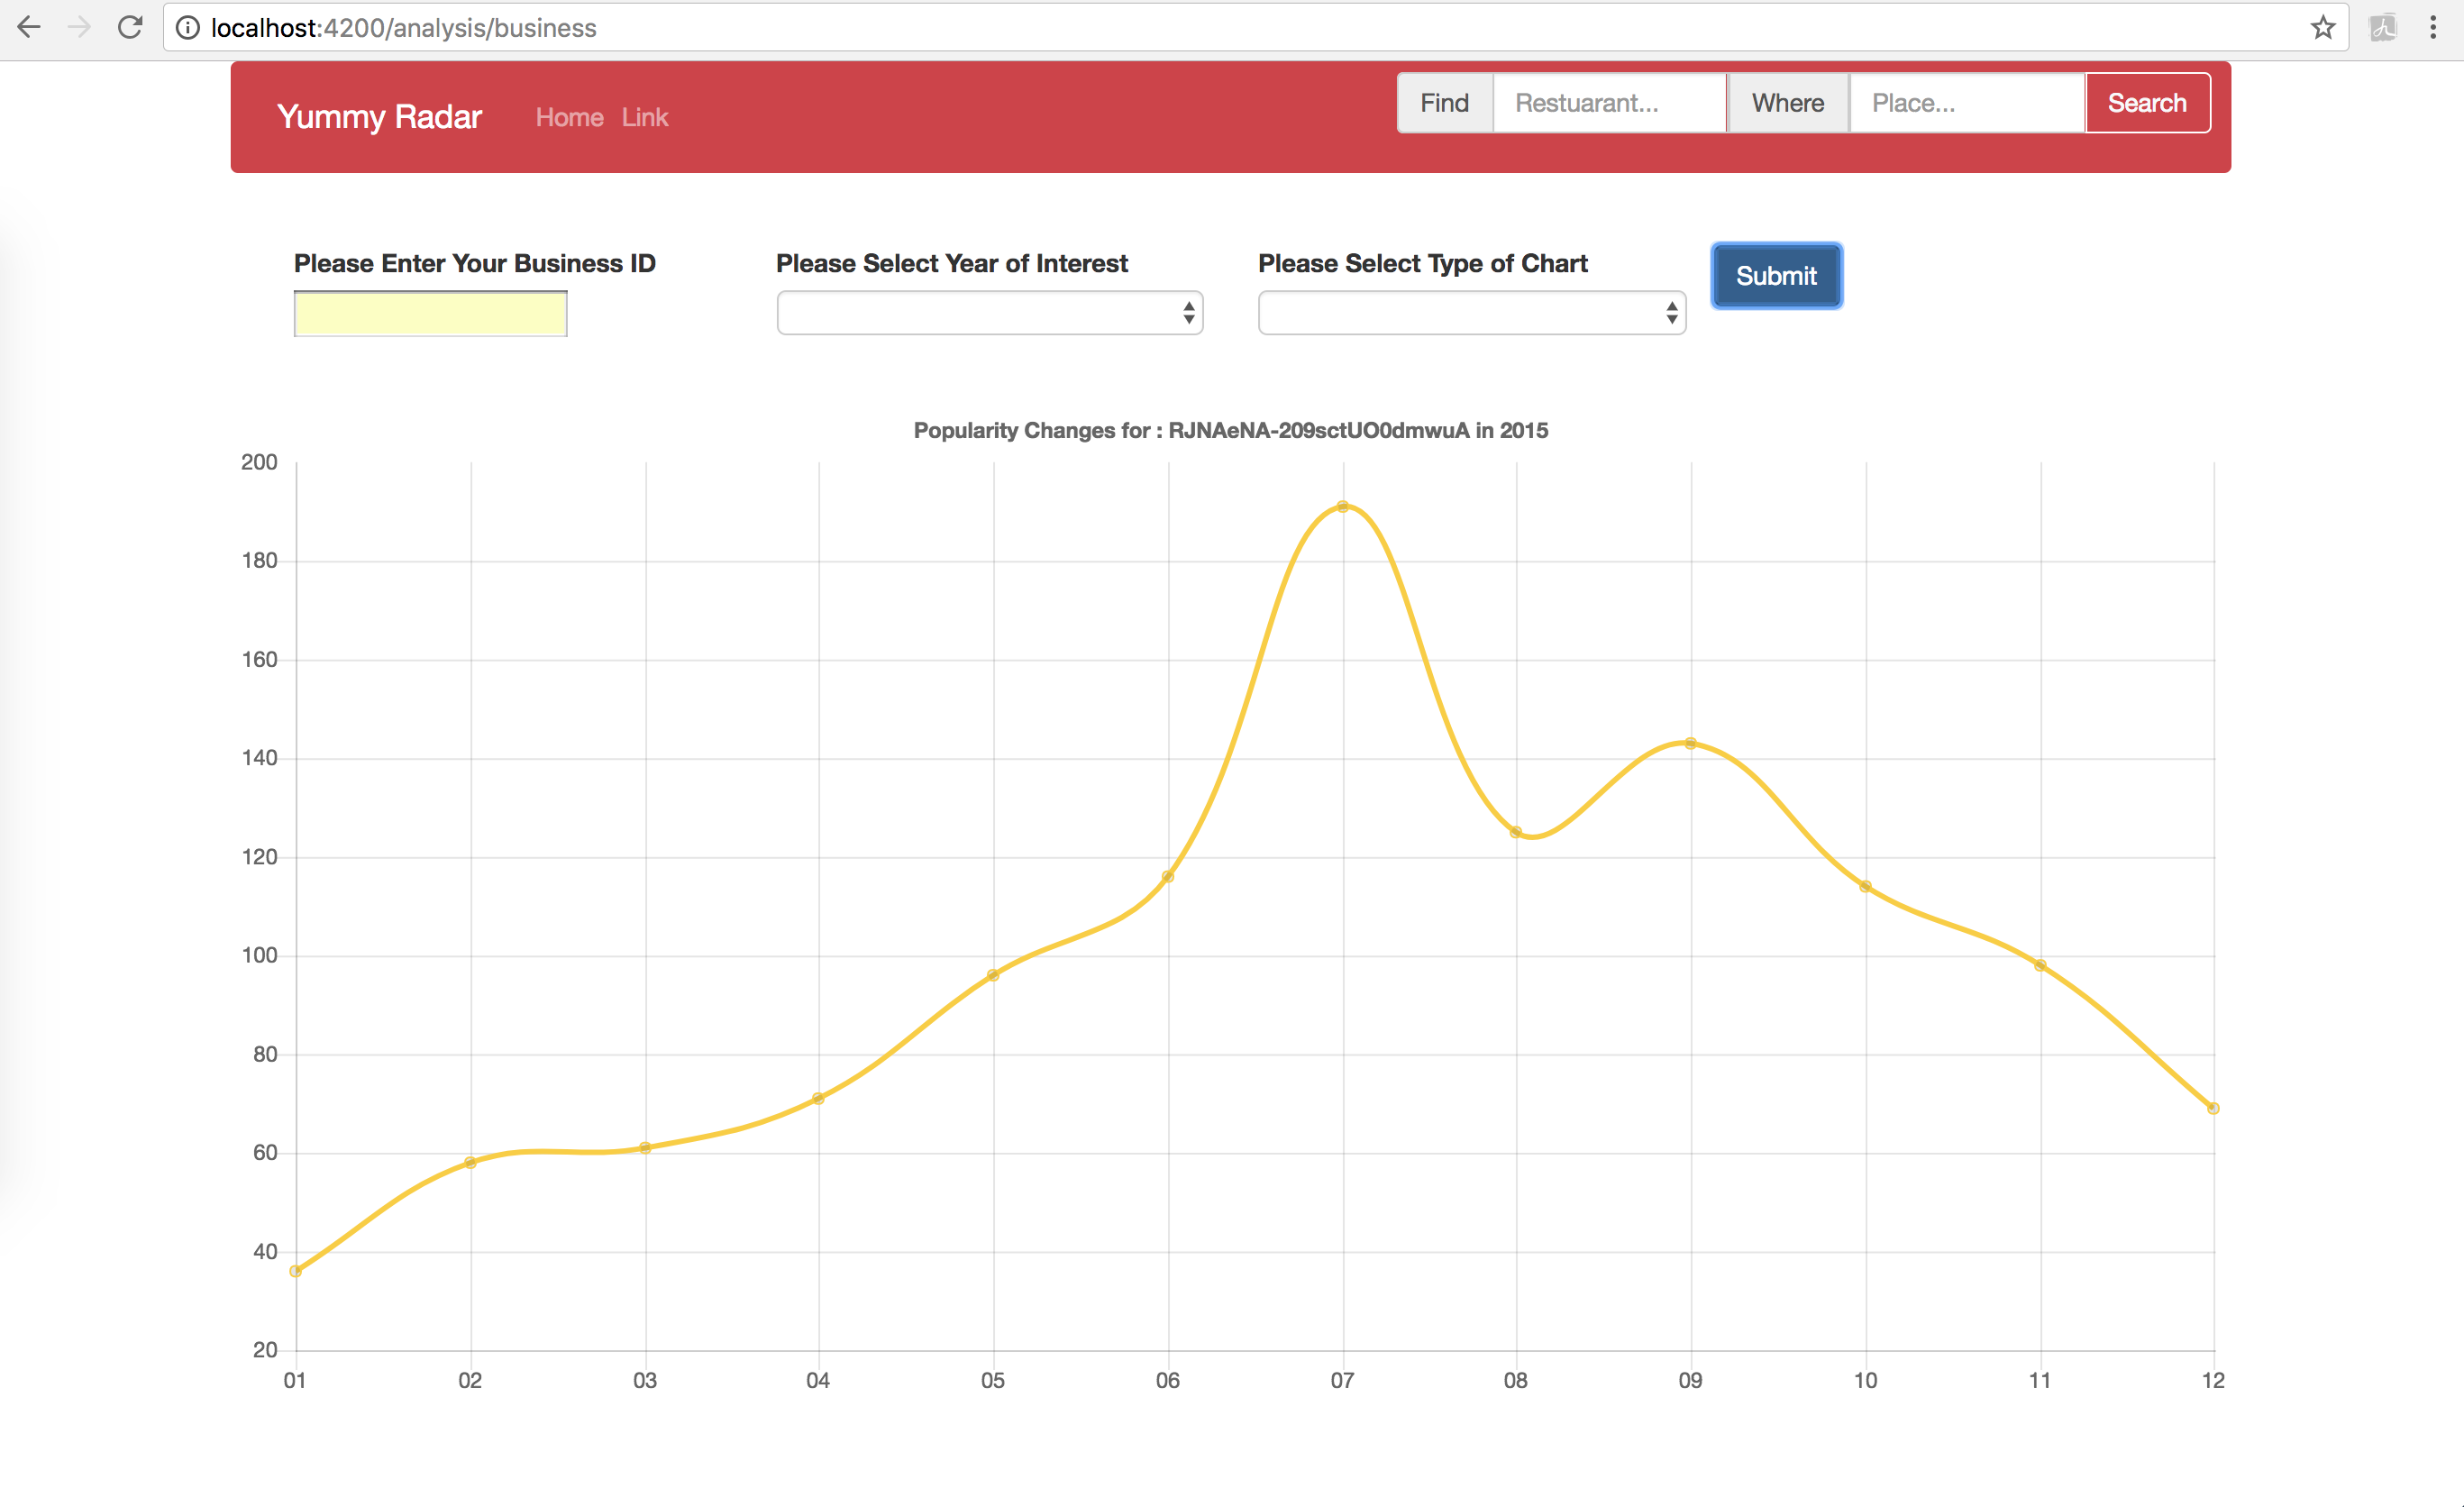 localhost:4200/analysis/business
Yummy Radar Home Link Find Restuarant... Where Place... Search
Please Enter Your Business ID Please Select Year of Interest Please Select Type of Chart Submit
Popularity Changes for : RJNAeNA-209sctUO0dmwuA in 2015
200
180
160
140
120
100
80
60
40
20
01 02 03 04 05 06 07 08 09 10 11 12